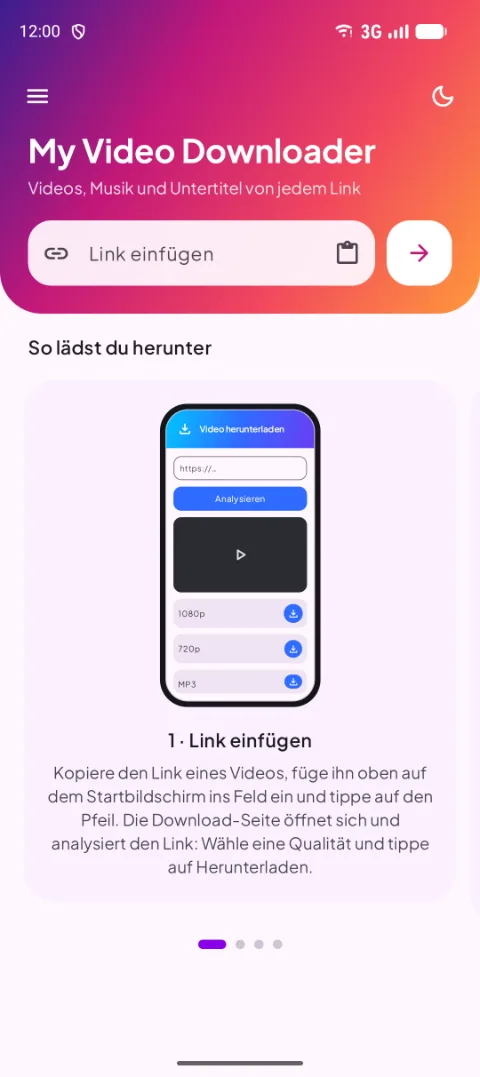 12:00
3G
My Video Downloader
Videos, Musik und Untertitel von jedem Link
Link einfügen
So lädst du herunter
Video herunterladen
https://...
Analysieren
1080p
720p
MP3
1 · Link einfügen
Kopiere den Link eines Videos, füge ihn oben auf
dem Startbildschirm ins Feld ein und tippe auf den
Pfeil. Die Download-Seite öffnet sich und
analysiert den Link: Wähle eine Qualität und tippe
auf Herunterladen.